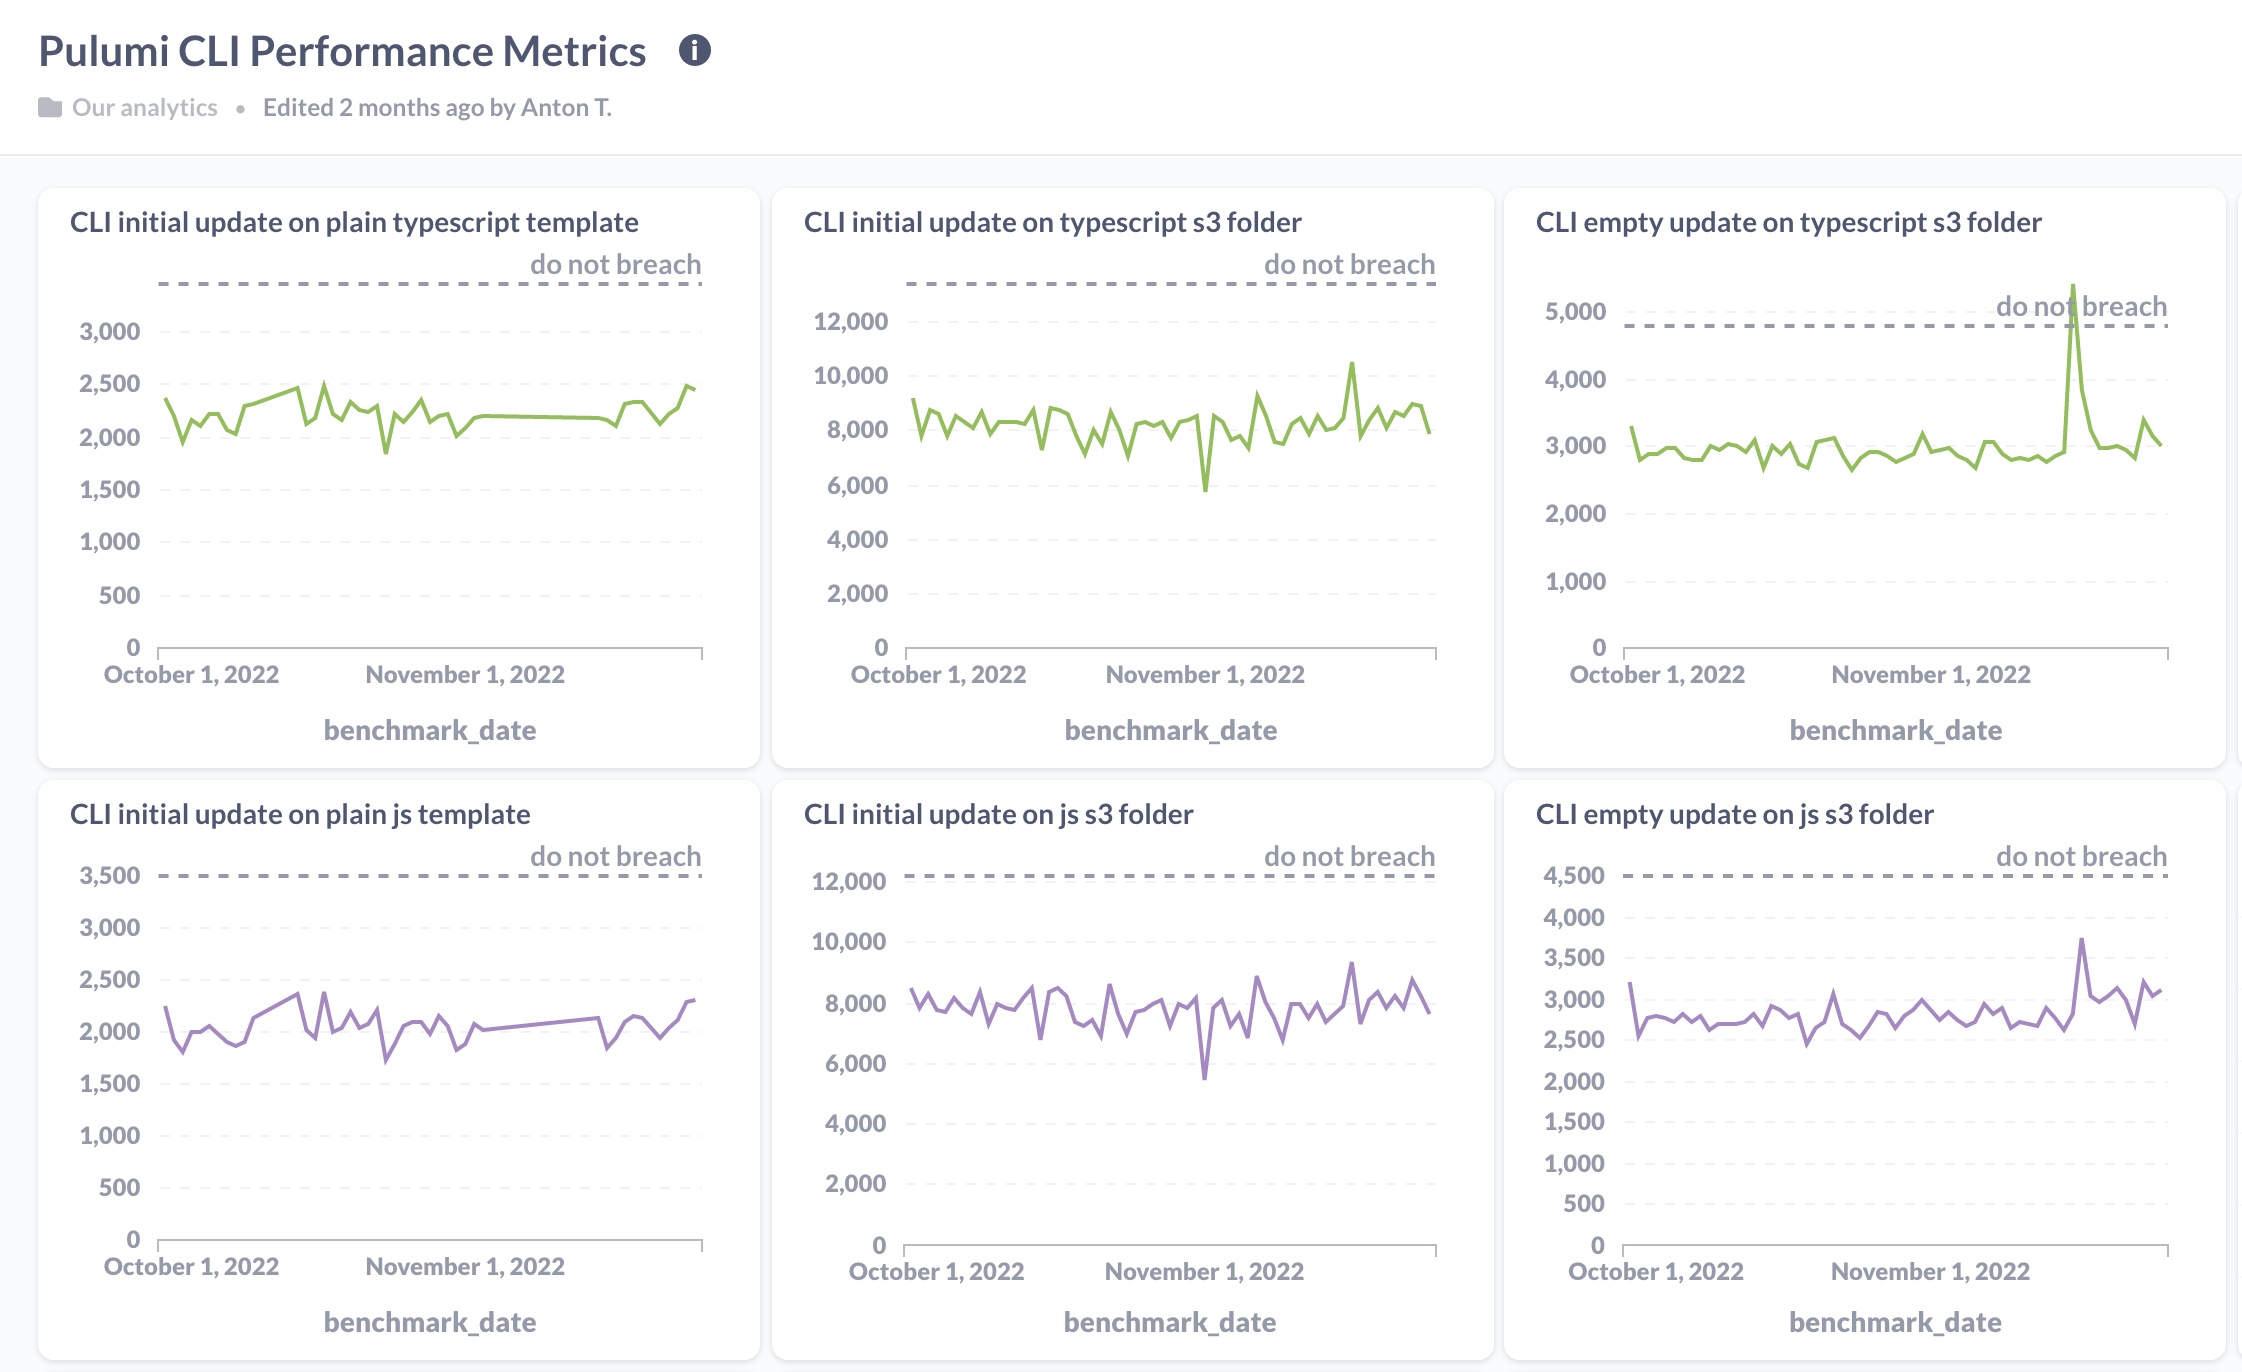 Pulumi CLI Performance Metrics
Our analytics • Edited 2 months ago by Anton T.
CLI initial update on plain typescript template
do not breach
3,000
2,500
2,000
1,500
1,000
500
0
October 1, 2022 November 1, 2022
benchmark_date
CLI initial update on typescript s3 folder
do not breach
12,000
10,000
8,000
6,000
4,000
2,000
0
October 1, 2022 November 1, 2022
benchmark_date
CLI empty update on typescript s3 folder
do not breach
5,000
4,000
3,000
2,000
1,000
0
October 1, 2022 November 1, 2022
benchmark_date
CLI initial update on plain js template
do not breach
3,500
3,000
2,500
2,000
1,500
1,000
500
0
October 1, 2022 November 1, 2022
benchmark_date
CLI initial update on js s3 folder
do not breach
12,000
10,000
8,000
6,000
4,000
2,000
0
October 1, 2022 November 1, 2022
benchmark_date
CLI empty update on js s3 folder
do not breach
4,500
4,000
3,500
3,000
2,500
2,000
1,500
1,000
500
0
October 1, 2022 November 1, 2022
benchmark_date